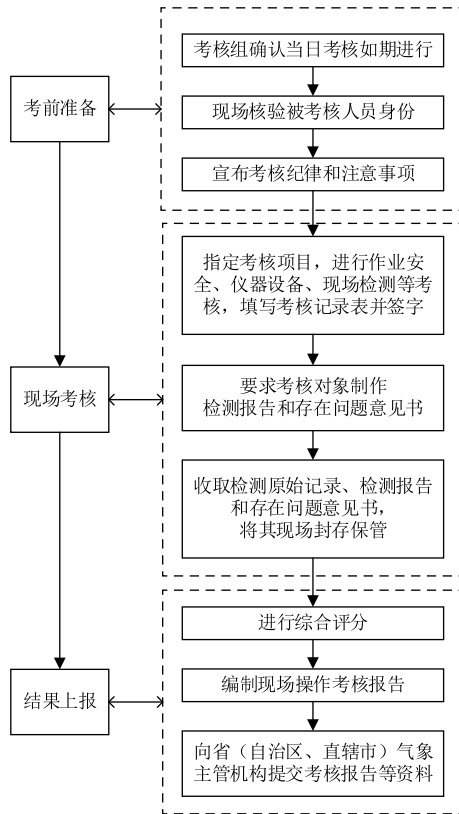 考前准备
考核组确认当日考核如期进行
现场核验被考核人员身份
宣布考核纪律和注意事项
现场考核
指定考核项目，进行作业安
全、仪器设备、现场检测等考
核，填写考核记录表并签字
要求考核对象制作
检测报告和存在问题意见书
收取检测原始记录、检测报告
和存在问题意见书，
将其现场封存保管
结果上报
进行综合评分
编制现场操作考核报告
向省（自治区、直辖市）气象
主管机构提交考核报告等资料